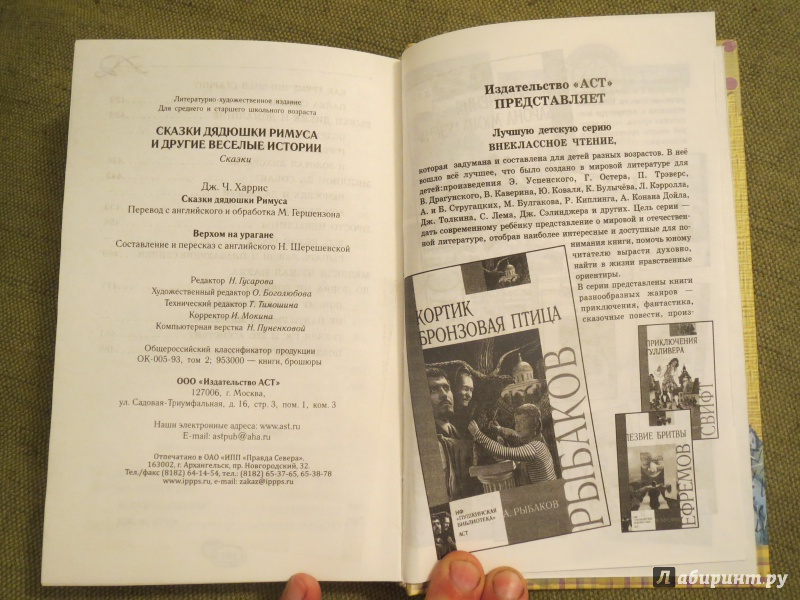 Литературно-художественное издание
Для среднего и старшего школьного возраста
СКАЗКИ ДЯДЮШКИ РИМУСА
И ДРУГИЕ ВЕСЕЛЫЕ ИСТОРИИ
Сказки
Дж. Ч. Харрис
Сказки дядюшки Римуса
Перевод с английского и обработка М. Гершензона
Верхом на урагане
Составление и пересказ с английского Н. Шерешевской
Редактор Н. Гусарова
Художественный редактор О. Боголюбова
Технический редактор Т. Тимошина
Корректор И. Мокина
Компьютерная верстка Н. Пуненковой
Общероссийский классификатор продукции
ОК-005-93, том 2; 953000 — книги, брошюры
ООО «Издательство АСТ»
127006, г. Москва,
ул. Садовая-Триумфальная, д. 16, стр. 3, пом. 1, ком. 3
Наши электронные адреса: www.ast.ru
E-mail: astpub@aha.ru
Отпечатано в ОАО «ИПП «Правда Севера».
163002, г. Архангельск, пр. Новгородский, 32.
Тел./факс (8182) 64-14-54, тел.: (8182) 65-37-65, 65-38-78
www.ippps.ru, e-mail: zakaz@ippps.ru
Издательство «АСТ»
ПРЕДСТАВЛЯЕТ
Лучшую детскую серию
ВНЕКЛАССНОЕ ЧТЕНИЕ,
которая задумана и составлена для детей разных возрастов. В неё
вошло всё лучшее, что было создано в мировой литературе для
детей:произведения Э. Успенского, Г. Остера, П. Трэверс,
В. Драгунского, В. Каверина, Ю. Коваля, К. Булычёва, Л. Кэрролла,
А. и Б. Стругацких, М. Булгакова, Р. Киплинга, А. Конана Дойла,
Дж. Толкина, С. Лема, Дж. Сэлинджера и других. Цель серии —
дать современному ребёнку представление о мировой и отечествен-
ной литературе, отобрав наиболее интересные и доступные для по-
нимания книги, помочь юному
читателю вырасти духовно,
найти в жизни нравственные
ориентиры.
В серии представлены книги
разнообразных жанров —
приключения, фантастика,
сказочные повести, произ-
КОРТИК
БРОНЗОВАЯ ПТИЦА
РЫБАКОВ
НФ
«ПУШКИНСКАЯ
БИБЛИОТЕКА»
АСТ
А. РЫБАКОВ
ПРИКЛЮЧЕНИЯ
ГУЛЛИВЕРА
СВИФТ
ЛЕЗВИЕ БРИТВЫ
ЕФРЕМОВ
Лабиринт.ру